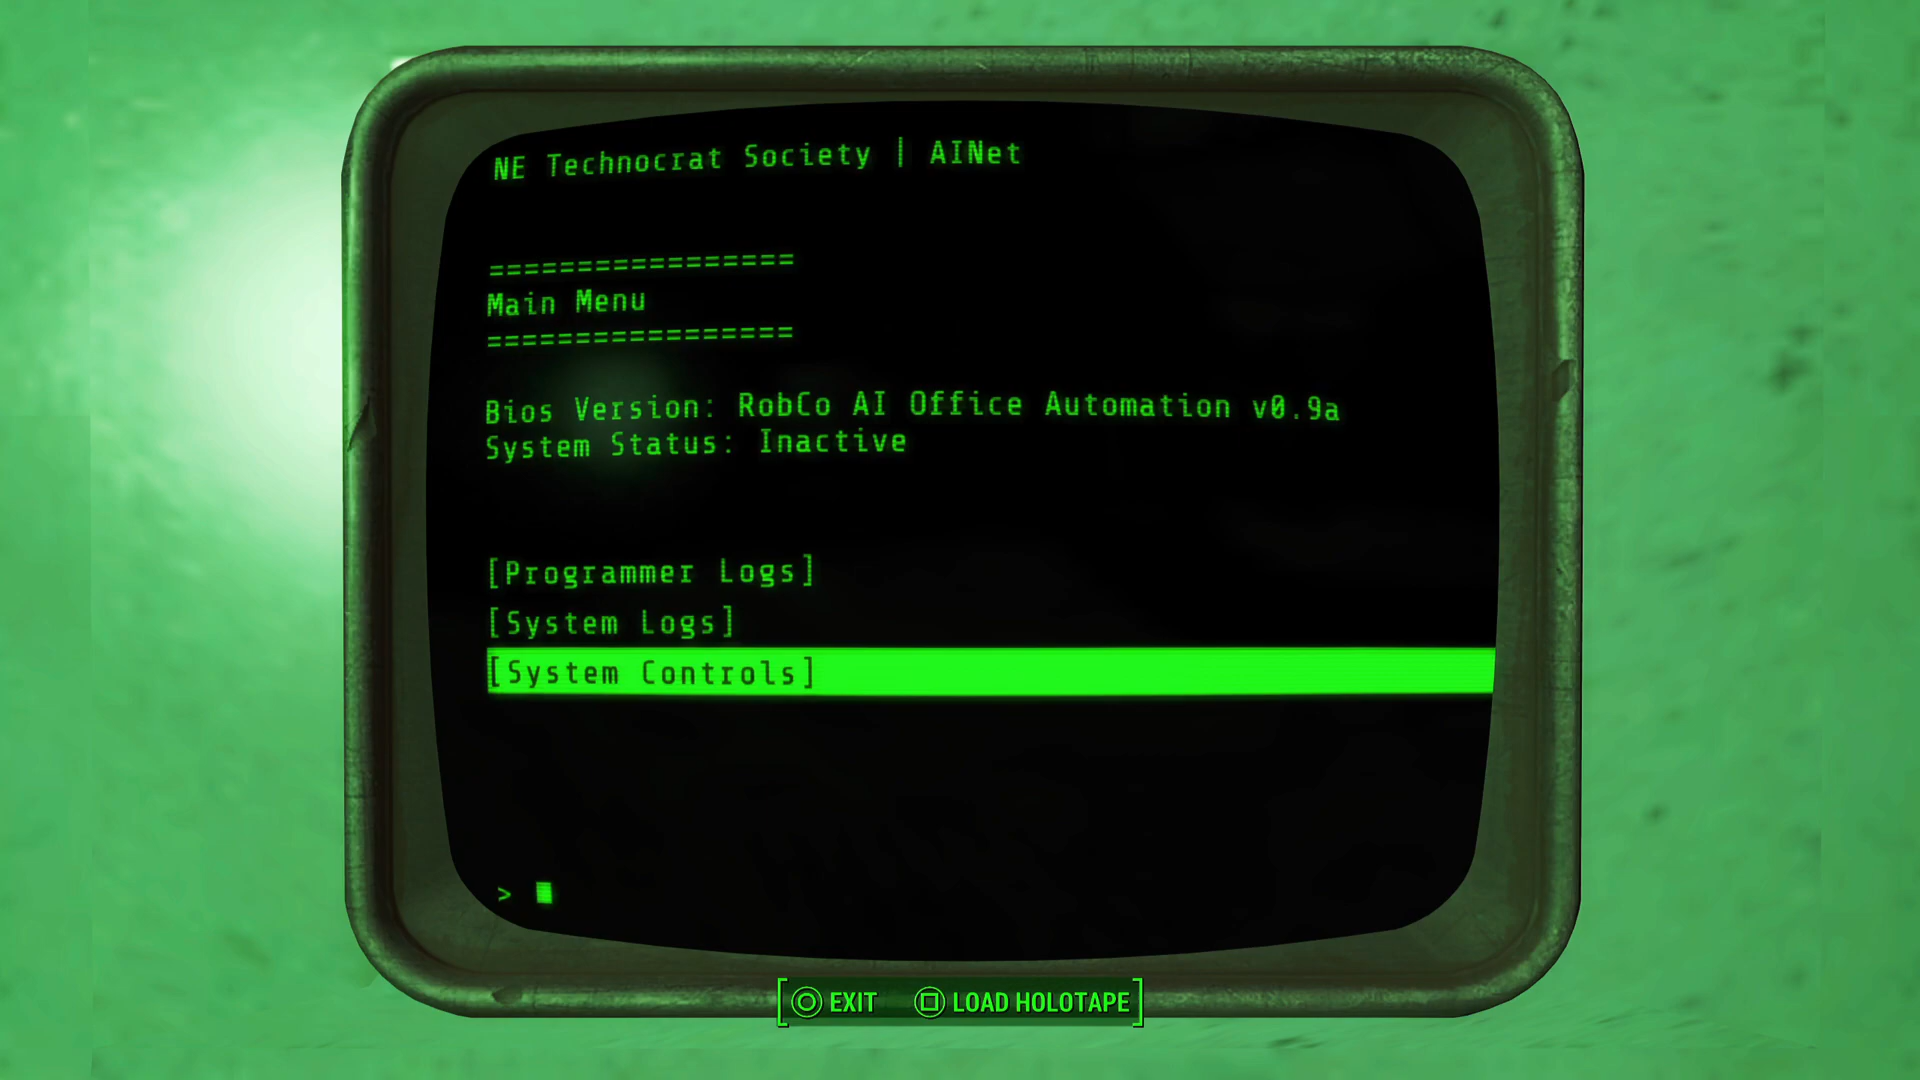 NE Technocrat Society | AINet
=================
Main Menu
=================
Bios Version: RobCo AI Office Automation v0.9a
System Status: Inactive
[Programmer Logs]
[System Logs]
[System Controls]
>
EXIT LOAD HOLOTAPE